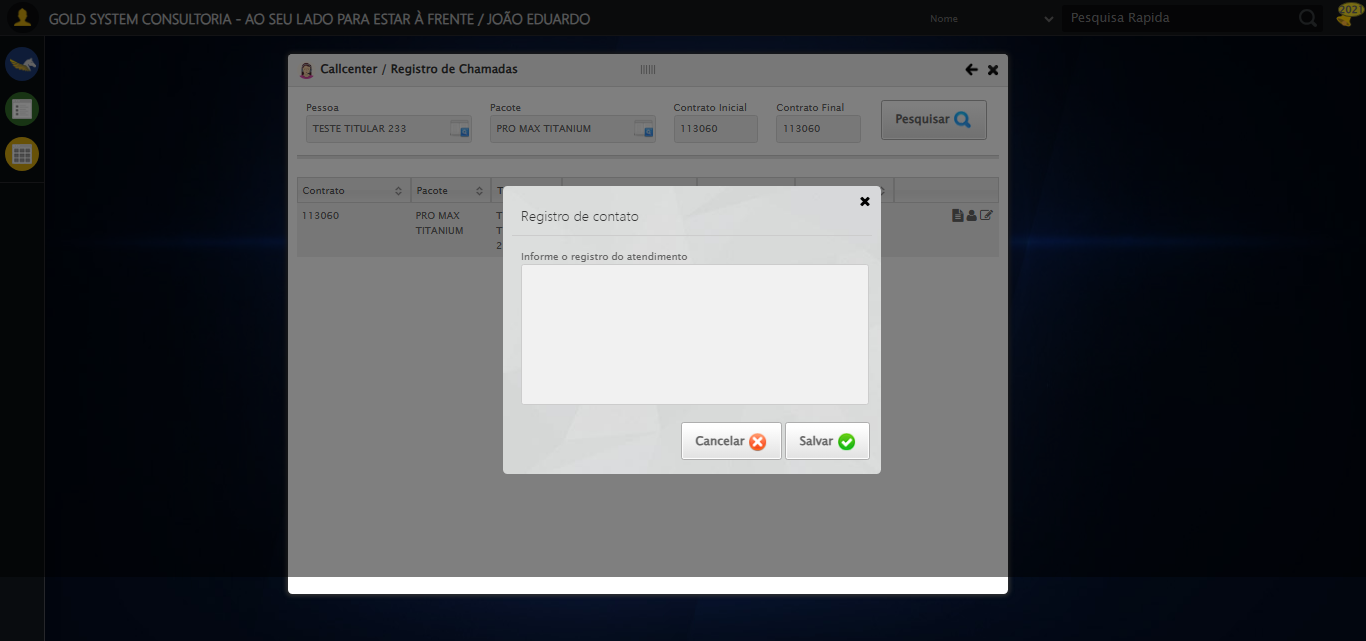 GOLD SYSTEM CONSULTORIA - AO SEU LADO PARA ESTAR À FRENTE / JOÃO EDUARDO
Nome
Pesquisa Rapida
2021
Callcenter / Registro de Chamadas
Pessoa
Pacote
Contrato Inicial
Contrato Final
TESTE TITULAR 233
PRO MAX TITANIUM
113060
113060
Pesquisar
Contrato
Pacote
T
113060
PRO MAX
TITANIUM
T
T
2
Registro de contato
Informe o registro do atendimento
Cancelar
Salvar